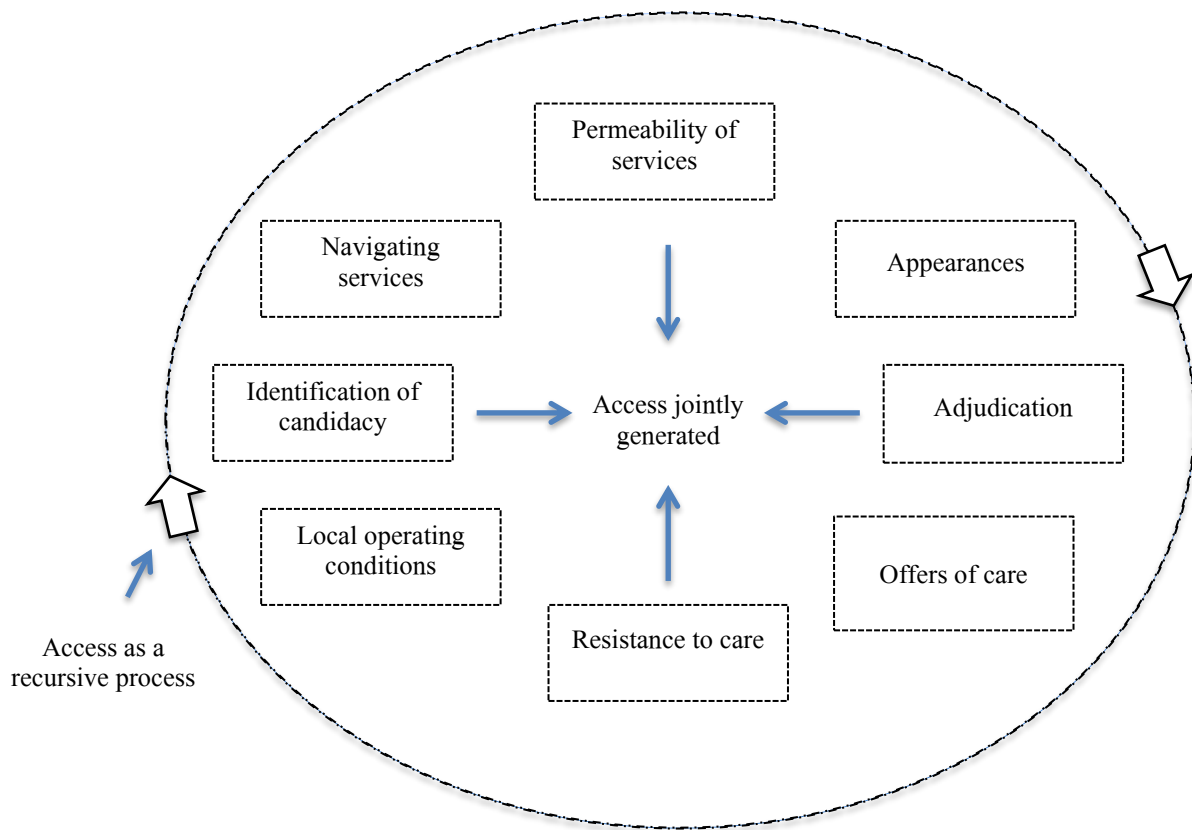 Permeability of
services
Navigating
services
Appearances
Identification of
candidacy
Access jointly
generated
Adjudication
Local operating
conditions
Offers of care
Resistance to care
Access as a
recursive process